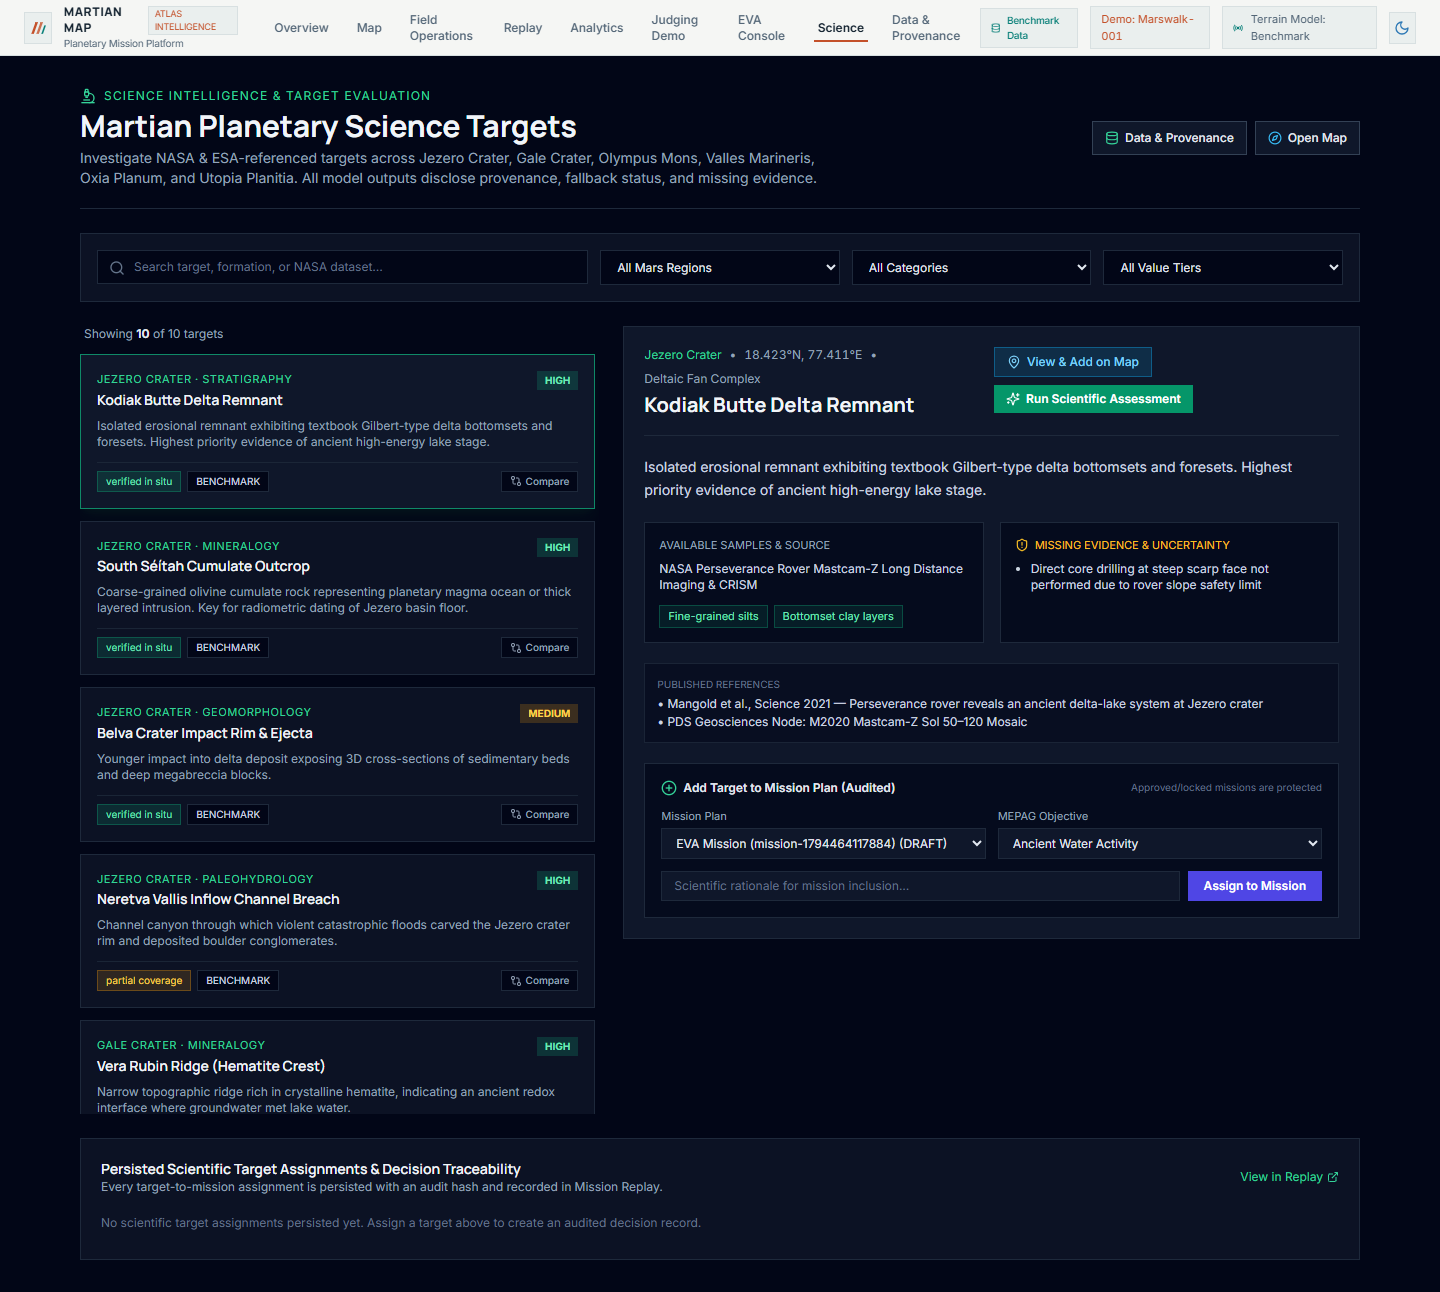 MARTIAN
MAP
ATLAS
INTELLIGENCE
Planetary Mission Platform
Overview
Map
Field
Operations
Replay
Analytics
Judging
Demo
EVA
Console
Science
Data &
Provenance
Benchmark
Data
Demo: Marswalk-
001
Terrain Model:
Benchmark
SCIENCE INTELLIGENCE & TARGET EVALUATION
Martian Planetary Science Targets
Investigate NASA & ESA-referenced targets across Jezero Crater, Gale Crater, Olympus Mons, Valles Marineris,
Oxia Planum, and Utopia Planitia. All model outputs disclose provenance, fallback status, and missing evidence.
Data & Provenance
Open Map
Search target, formation, or NASA dataset...
All Mars Regions
All Categories
All Value Tiers
Showing 10 of 10 targets
JEZERO CRATER · STRATIGRAPHY
HIGH
Kodiak Butte Delta Remnant
Isolated erosional remnant exhibiting textbook Gilbert-type delta bottomsets and
foresets. Highest priority evidence of ancient high-energy lake stage.
verified in situ
BENCHMARK
Compare
JEZERO CRATER · MINERALOGY
HIGH
South Séítah Cumulate Outcrop
Coarse-grained olivine cumulate rock representing planetary magma ocean or thick
layered intrusion. Key for radiometric dating of Jezero basin floor.
verified in situ
BENCHMARK
Compare
JEZERO CRATER · GEOMORPHOLOGY
MEDIUM
Belva Crater Impact Rim & Ejecta
Younger impact into delta deposit exposing 3D cross-sections of sedimentary beds
and deep megabreccia blocks.
verified in situ
BENCHMARK
Compare
JEZERO CRATER · PALEOHYDROLOGY
HIGH
Neretva Vallis Inflow Channel Breach
Channel canyon through which violent catastrophic floods carved the Jezero crater
rim and deposited boulder conglomerates.
partial coverage
BENCHMARK
Compare
GALE CRATER · MINERALOGY
HIGH
Vera Rubin Ridge (Hematite Crest)
Narrow topographic ridge rich in crystalline hematite, indicating an ancient redox
interface where groundwater met lake water.
Jezero Crater • 18.423°N, 77.411°E •
Deltaic Fan Complex
Kodiak Butte Delta Remnant
View & Add on Map
Run Scientific Assessment
Isolated erosional remnant exhibiting textbook Gilbert-type delta bottomsets and foresets. Highest
priority evidence of ancient high-energy lake stage.
AVAILABLE SAMPLES & SOURCE
NASA Perseverance Rover Mastcam-Z Long Distance
Imaging & CRISM
Fine-grained silts
Bottomset clay layers
MISSING EVIDENCE & UNCERTAINTY
• Direct core drilling at steep scarp face not
performed due to rover slope safety limit
PUBLISHED REFERENCES
• Mangold et al., Science 2021 — Perseverance rover reveals an ancient delta-lake system at Jezero crater
• PDS Geosciences Node: M2020 Mastcam-Z Sol 50–120 Mosaic
Add Target to Mission Plan (Audited)
Approved/locked missions are protected
Mission Plan
MEPAG Objective
EVA Mission (mission-1794464117884) (DRAFT)
Ancient Water Activity
Scientific rationale for mission inclusion...
Assign to Mission
Persisted Scientific Target Assignments & Decision Traceability
Every target-to-mission assignment is persisted with an audit hash and recorded in Mission Replay.
View in Replay
No scientific target assignments persisted yet. Assign a target above to create an audited decision record.